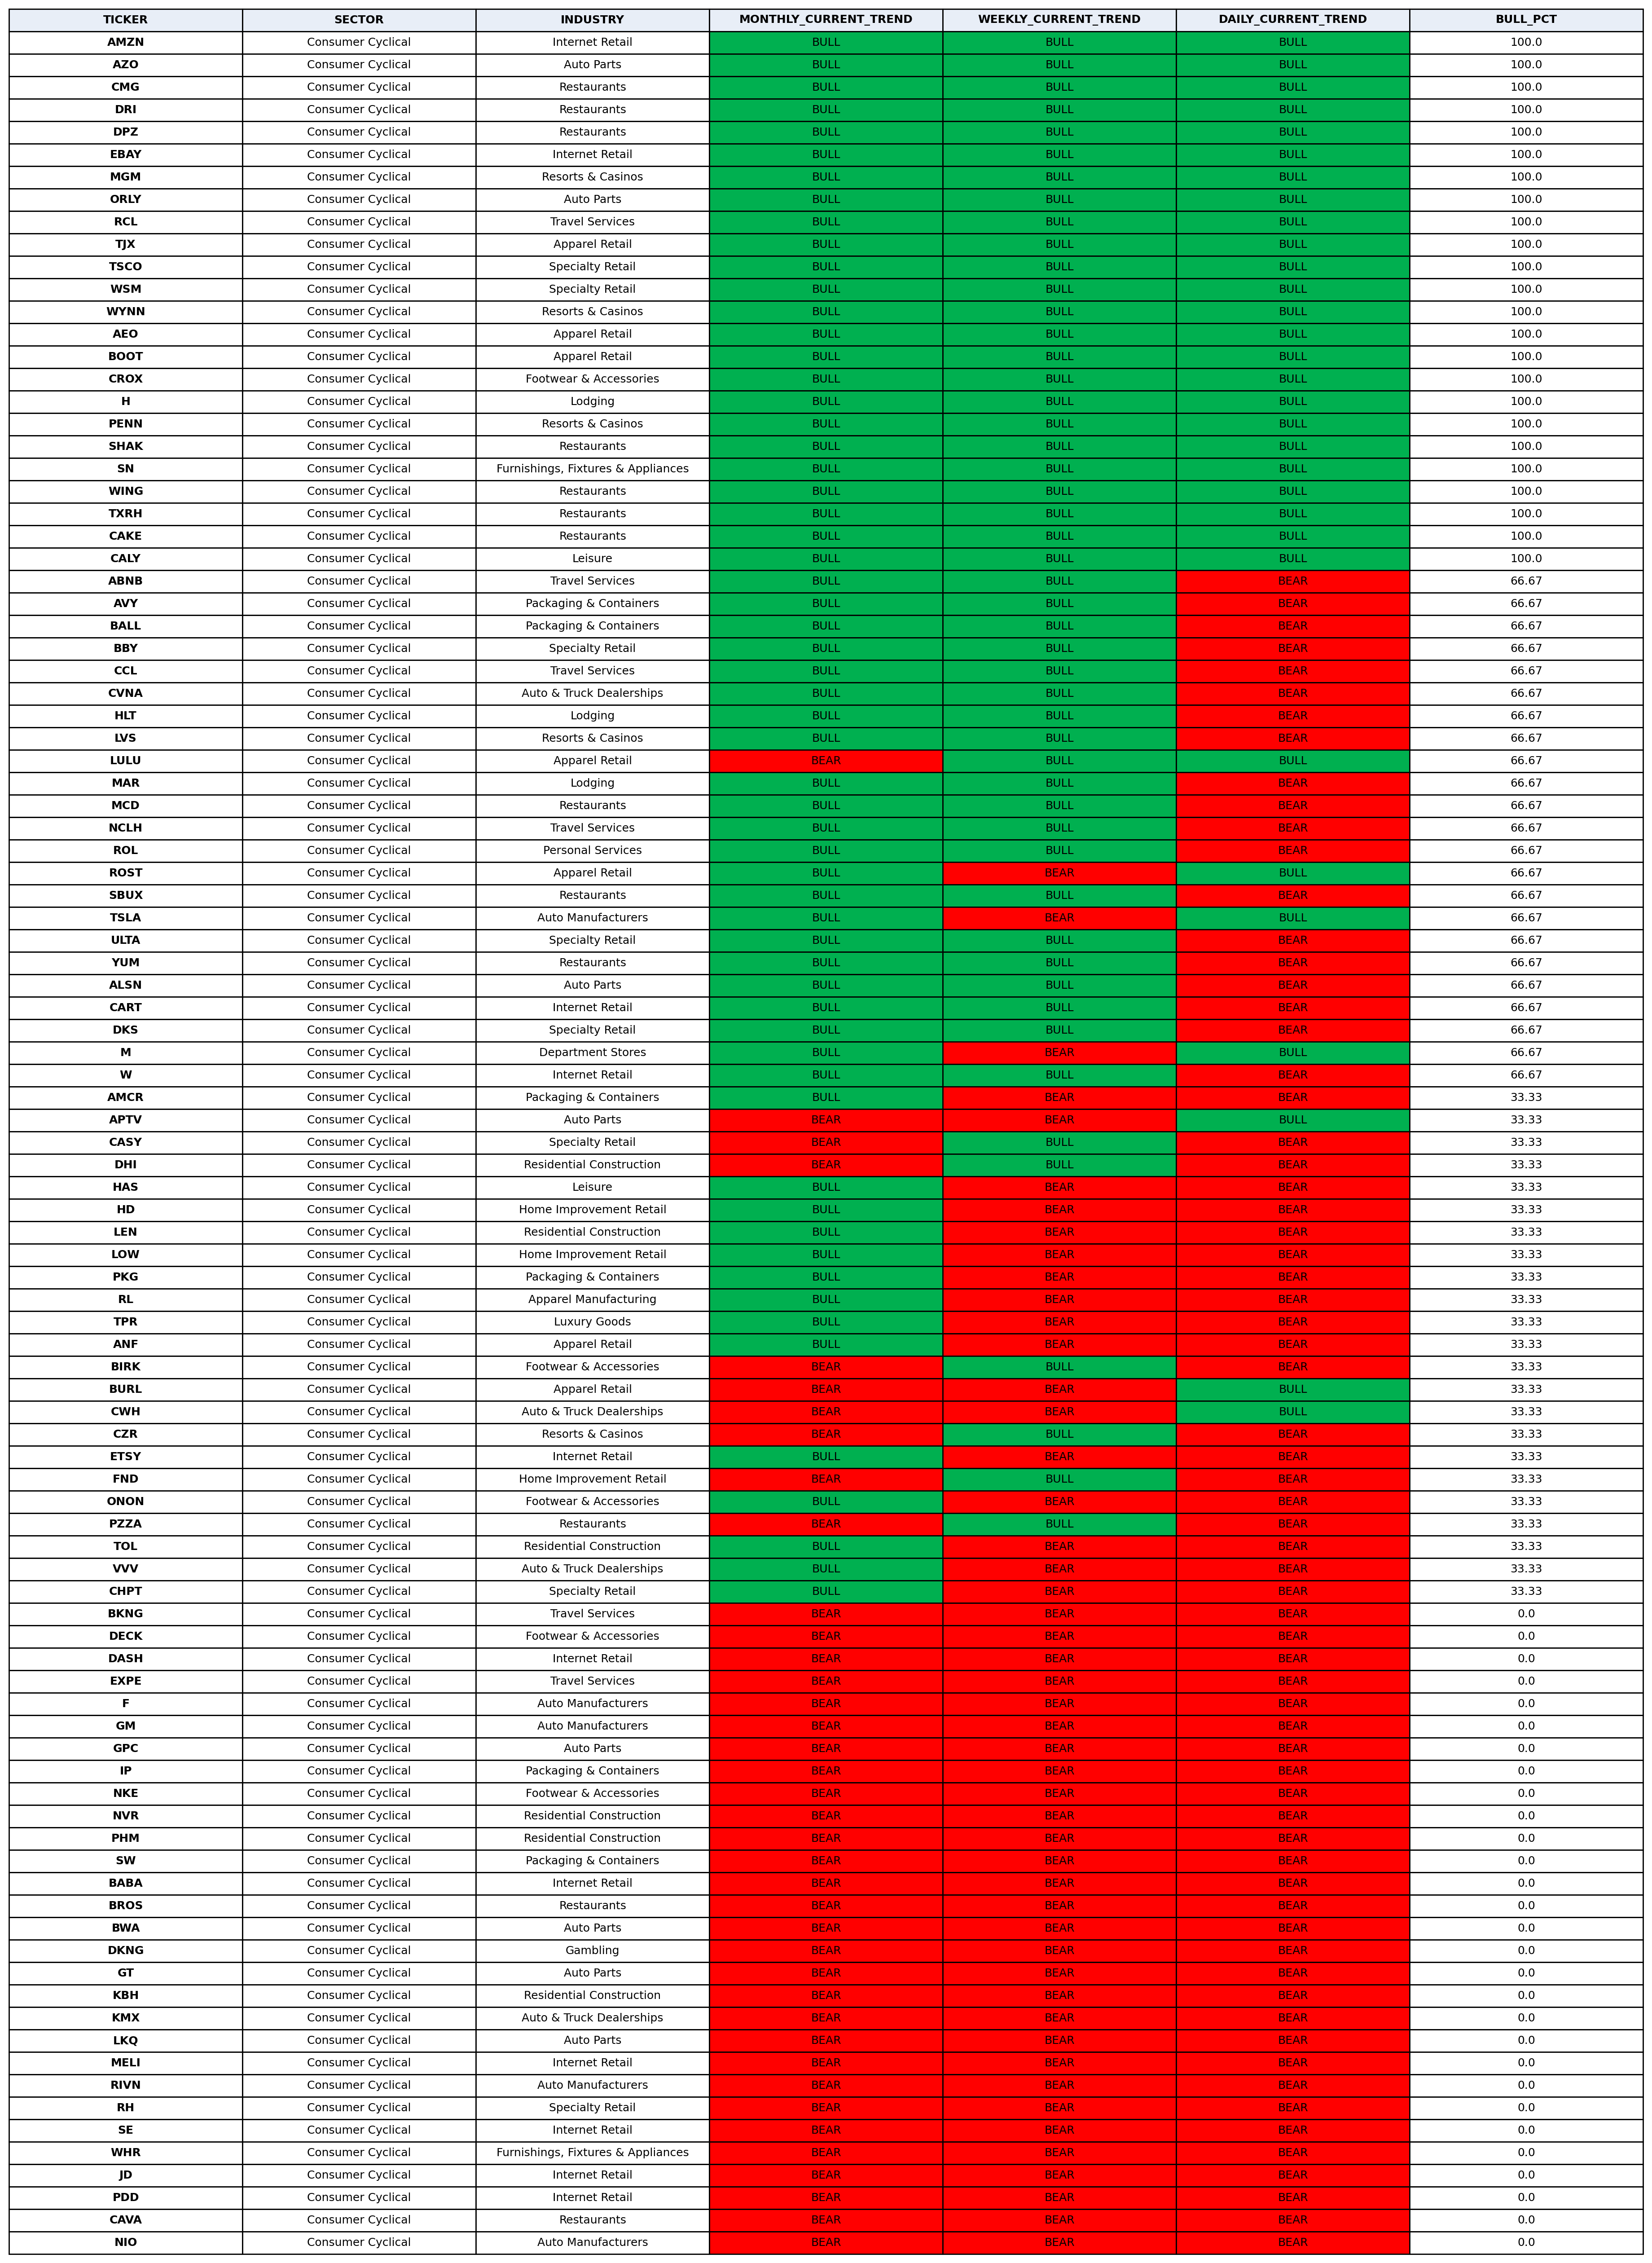 TICKER SECTOR INDUSTRY MONTHLY_CURRENT_TREND WEEKLY_CURRENT_TREND DAILY_CURRENT_TREND BULL_PCT
AMZN Consumer Cyclical Internet Retail BULL BULL BULL 100.0
AZO Consumer Cyclical Auto Parts BULL BULL BULL 100.0
CMG Consumer Cyclical Restaurants BULL BULL BULL 100.0
DRI Consumer Cyclical Restaurants BULL BULL BULL 100.0
DPZ Consumer Cyclical Restaurants BULL BULL BULL 100.0
EBAY Consumer Cyclical Internet Retail BULL BULL BULL 100.0
MGM Consumer Cyclical Resorts & Casinos BULL BULL BULL 100.0
ORLY Consumer Cyclical Auto Parts BULL BULL BULL 100.0
RCL Consumer Cyclical Travel Services BULL BULL BULL 100.0
TJX Consumer Cyclical Apparel Retail BULL BULL BULL 100.0
TSCO Consumer Cyclical Specialty Retail BULL BULL BULL 100.0
WSM Consumer Cyclical Specialty Retail BULL BULL BULL 100.0
WYNN Consumer Cyclical Resorts & Casinos BULL BULL BULL 100.0
AEO Consumer Cyclical Apparel Retail BULL BULL BULL 100.0
BOOT Consumer Cyclical Apparel Retail BULL BULL BULL 100.0
CROX Consumer Cyclical Footwear & Accessories BULL BULL BULL 100.0
H Consumer Cyclical Lodging BULL BULL BULL 100.0
PENN Consumer Cyclical Resorts & Casinos BULL BULL BULL 100.0
SHAK Consumer Cyclical Restaurants BULL BULL BULL 100.0
SN Consumer Cyclical Furnishings, Fixtures & Appliances BULL BULL BULL 100.0
WING Consumer Cyclical Restaurants BULL BULL BULL 100.0
TXRH Consumer Cyclical Restaurants BULL BULL BULL 100.0
CAKE Consumer Cyclical Restaurants BULL BULL BULL 100.0
CALY Consumer Cyclical Leisure BULL BULL BULL 100.0
ABNB Consumer Cyclical Travel Services BULL BULL BEAR 66.67
AVY Consumer Cyclical Packaging & Containers BULL BULL BEAR 66.67
BALL Consumer Cyclical Packaging & Containers BULL BULL BEAR 66.67
BBY Consumer Cyclical Specialty Retail BULL BULL BEAR 66.67
CCL Consumer Cyclical Travel Services BULL BULL BEAR 66.67
CVNA Consumer Cyclical Auto & Truck Dealerships BULL BULL BEAR 66.67
HLT Consumer Cyclical Lodging BULL BULL BEAR 66.67
LVS Consumer Cyclical Resorts & Casinos BULL BULL BEAR 66.67
LULU Consumer Cyclical Apparel Retail BEAR BULL BULL 66.67
MAR Consumer Cyclical Lodging BULL BULL BEAR 66.67
MCD Consumer Cyclical Restaurants BULL BULL BEAR 66.67
NCLH Consumer Cyclical Travel Services BULL BULL BEAR 66.67
ROL Consumer Cyclical Personal Services BULL BULL BEAR 66.67
ROST Consumer Cyclical Apparel Retail BULL BEAR BULL 66.67
SBUX Consumer Cyclical Restaurants BULL BULL BEAR 66.67
TSLA Consumer Cyclical Auto Manufacturers BULL BEAR BULL 66.67
ULTA Consumer Cyclical Specialty Retail BULL BULL BEAR 66.67
YUM Consumer Cyclical Restaurants BULL BULL BEAR 66.67
ALSN Consumer Cyclical Auto Parts BULL BULL BEAR 66.67
CART Consumer Cyclical Internet Retail BULL BULL BEAR 66.67
DKS Consumer Cyclical Specialty Retail BULL BULL BEAR 66.67
M Consumer Cyclical Department Stores BULL BEAR BULL 66.67
W Consumer Cyclical Internet Retail BULL BULL BEAR 66.67
AMCR Consumer Cyclical Packaging & Containers BULL BEAR BEAR 33.33
APTV Consumer Cyclical Auto Parts BEAR BEAR BULL 33.33
CASY Consumer Cyclical Specialty Retail BEAR BULL BEAR 33.33
DHI Consumer Cyclical Residential Construction BEAR BULL BEAR 33.33
HAS Consumer Cyclical Leisure BULL BEAR BEAR 33.33
HD Consumer Cyclical Home Improvement Retail BULL BEAR BEAR 33.33
LEN Consumer Cyclical Residential Construction BULL BEAR BEAR 33.33
LOW Consumer Cyclical Home Improvement Retail BULL BEAR BEAR 33.33
PKG Consumer Cyclical Packaging & Containers BULL BEAR BEAR 33.33
RL Consumer Cyclical Apparel Manufacturing BULL BEAR BEAR 33.33
TPR Consumer Cyclical Luxury Goods BULL BEAR BEAR 33.33
ANF Consumer Cyclical Apparel Retail BULL BEAR BEAR 33.33
BIRK Consumer Cyclical Footwear & Accessories BEAR BULL BEAR 33.33
BURL Consumer Cyclical Apparel Retail BEAR BEAR BULL 33.33
CWH Consumer Cyclical Auto & Truck Dealerships BEAR BEAR BULL 33.33
CZR Consumer Cyclical Resorts & Casinos BEAR BULL BEAR 33.33
ETSY Consumer Cyclical Internet Retail BULL BEAR BEAR 33.33
FND Consumer Cyclical Home Improvement Retail BEAR BULL BEAR 33.33
ONON Consumer Cyclical Footwear & Accessories BULL BEAR BEAR 33.33
PZZA Consumer Cyclical Restaurants BEAR BULL BEAR 33.33
TOL Consumer Cyclical Residential Construction BULL BEAR BEAR 33.33
VVV Consumer Cyclical Auto & Truck Dealerships BULL BEAR BEAR 33.33
CHPT Consumer Cyclical Specialty Retail BULL BEAR BEAR 33.33
BKNG Consumer Cyclical Travel Services BEAR BEAR BEAR 0.0
DECK Consumer Cyclical Footwear & Accessories BEAR BEAR BEAR 0.0
DASH Consumer Cyclical Internet Retail BEAR BEAR BEAR 0.0
EXPE Consumer Cyclical Travel Services BEAR BEAR BEAR 0.0
F Consumer Cyclical Auto Manufacturers BEAR BEAR BEAR 0.0
GM Consumer Cyclical Auto Manufacturers BEAR BEAR BEAR 0.0
GPC Consumer Cyclical Auto Parts BEAR BEAR BEAR 0.0
IP Consumer Cyclical Packaging & Containers BEAR BEAR BEAR 0.0
NKE Consumer Cyclical Footwear & Accessories BEAR BEAR BEAR 0.0
NVR Consumer Cyclical Residential Construction BEAR BEAR BEAR 0.0
PHM Consumer Cyclical Residential Construction BEAR BEAR BEAR 0.0
SW Consumer Cyclical Packaging & Containers BEAR BEAR BEAR 0.0
BABA Consumer Cyclical Internet Retail BEAR BEAR BEAR 0.0
BROS Consumer Cyclical Restaurants BEAR BEAR BEAR 0.0
BWA Consumer Cyclical Auto Parts BEAR BEAR BEAR 0.0
DKNG Consumer Cyclical Gambling BEAR BEAR BEAR 0.0
GT Consumer Cyclical Auto Parts BEAR BEAR BEAR 0.0
KBH Consumer Cyclical Residential Construction BEAR BEAR BEAR 0.0
KMX Consumer Cyclical Auto & Truck Dealerships BEAR BEAR BEAR 0.0
LKQ Consumer Cyclical Auto Parts BEAR BEAR BEAR 0.0
MELI Consumer Cyclical Internet Retail BEAR BEAR BEAR 0.0
RIVN Consumer Cyclical Auto Manufacturers BEAR BEAR BEAR 0.0
RH Consumer Cyclical Specialty Retail BEAR BEAR BEAR 0.0
SE Consumer Cyclical Internet Retail BEAR BEAR BEAR 0.0
WHR Consumer Cyclical Furnishings, Fixtures & Appliances BEAR BEAR BEAR 0.0
JD Consumer Cyclical Internet Retail BEAR BEAR BEAR 0.0
PDD Consumer Cyclical Internet Retail BEAR BEAR BEAR 0.0
CAVA Consumer Cyclical Restaurants BEAR BEAR BEAR 0.0
NIO Consumer Cyclical Auto Manufacturers BEAR BEAR BEAR 0.0